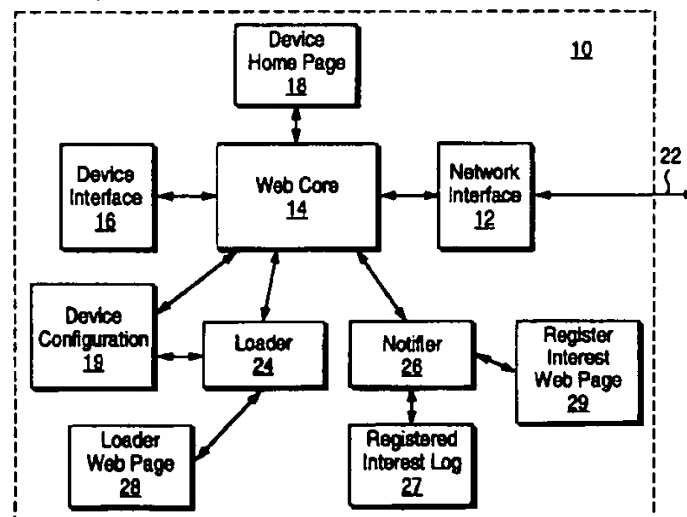 Device
Home Page
18
10
Device
Interface
16
Web Core
14
Network
Interface
12
22
Device
Configuration
19
Loader
24
Notifier
26
Register
Interest
Web Page
29
Loader
Web Page
28
Registered
Interest Log
27